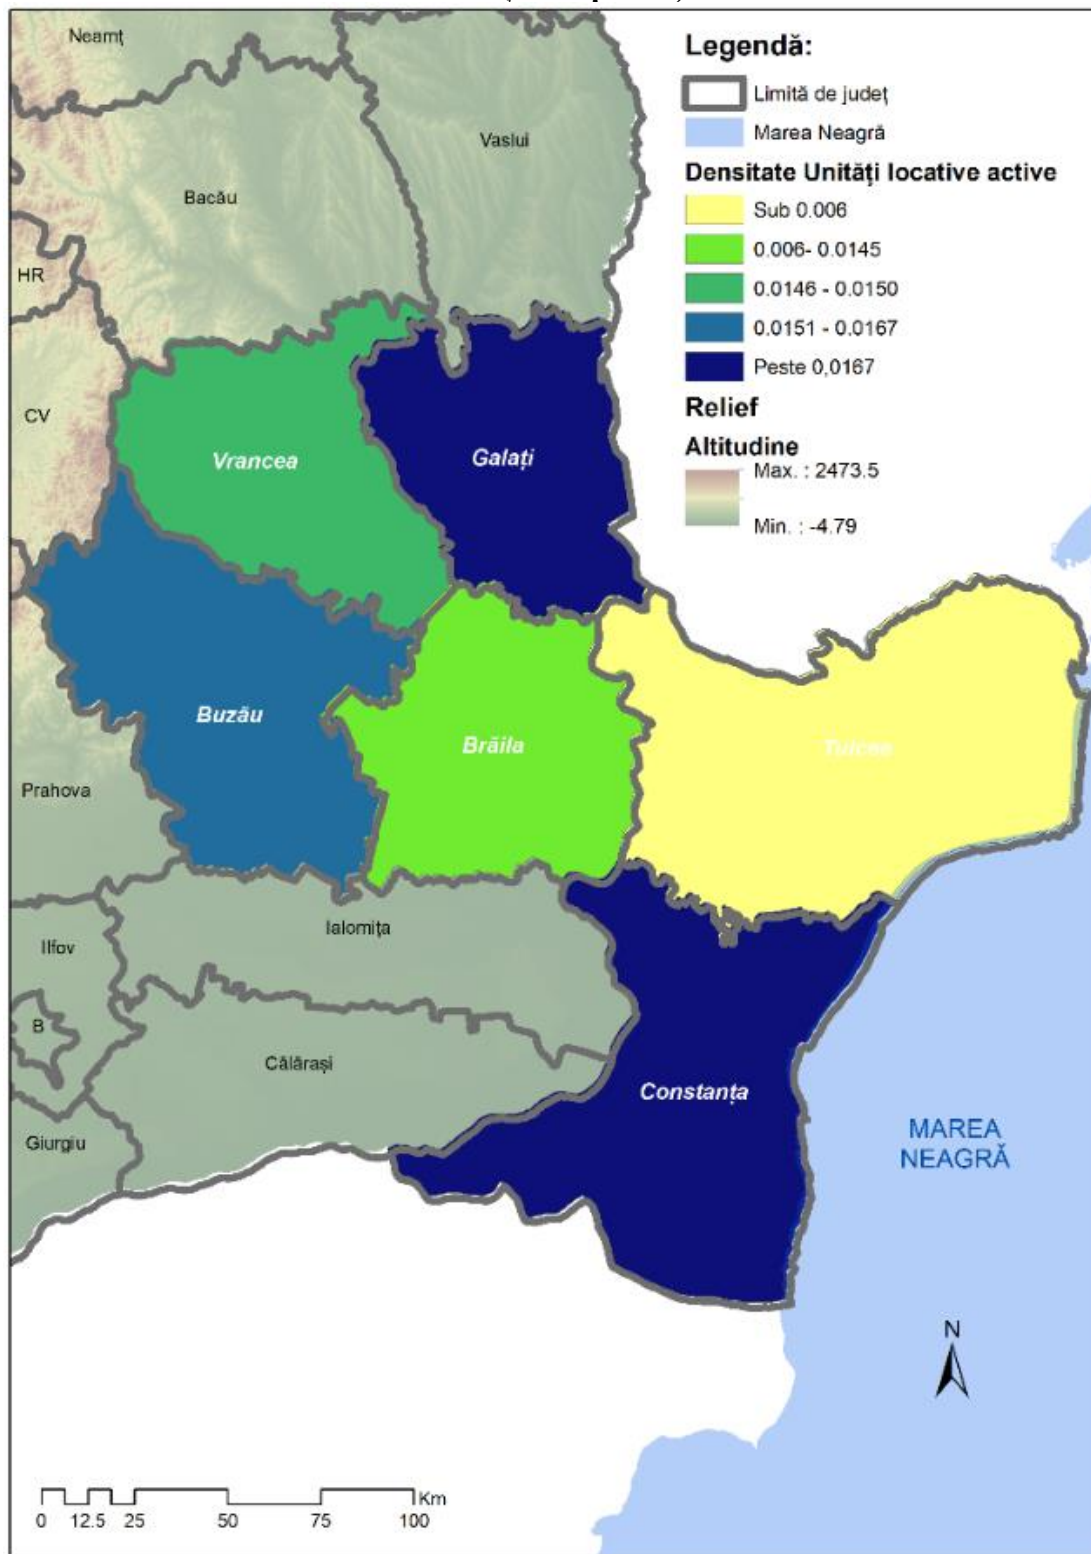 Legendă:
Limită de județ
Marea Neagră
Densitate Unități locative active
Sub 0.006
0.006- 0.0145
0.0146 - 0.0150
0.0151 - 0.0167
Peste 0,0167
Relief
Altitudine
Max. : 2473.5
Min. : -4.79
Neamț
Vaslui
Bacău
HR
CV
Vrancea
Galați
Buzău
Brăila
Tulcea
Prahova
Ialomița
Ilfov
B
Călărași
Constanța
Giurgiu
MAREA
NEAGRĂ
N
Km
0 12.5 25 50 75 100